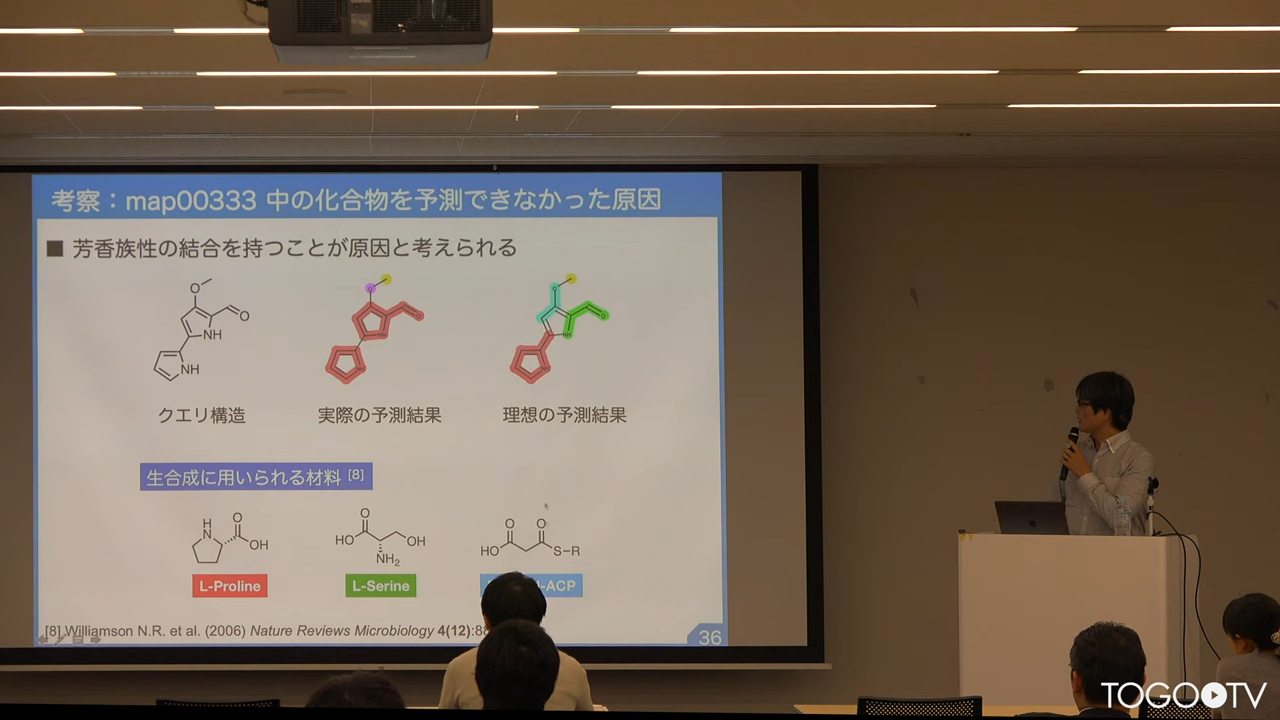 考察：map00333 中の化合物を予測できなかった原因
■ 芳香族性の結合を持つことが原因と考えられる
クエリ構造
実際の予測結果
理想の予測結果
生合成に用いられる材料 [8]
O
O
NH
NH
H
N
O
OH
O
HO
OH
NH2
O
O
HO
S-R
L-Proline
L-Serine
-ACP
[8] Williamson N.R. et al. (2006) Nature Reviews Microbiology 4(12):8
36
TOGO TV